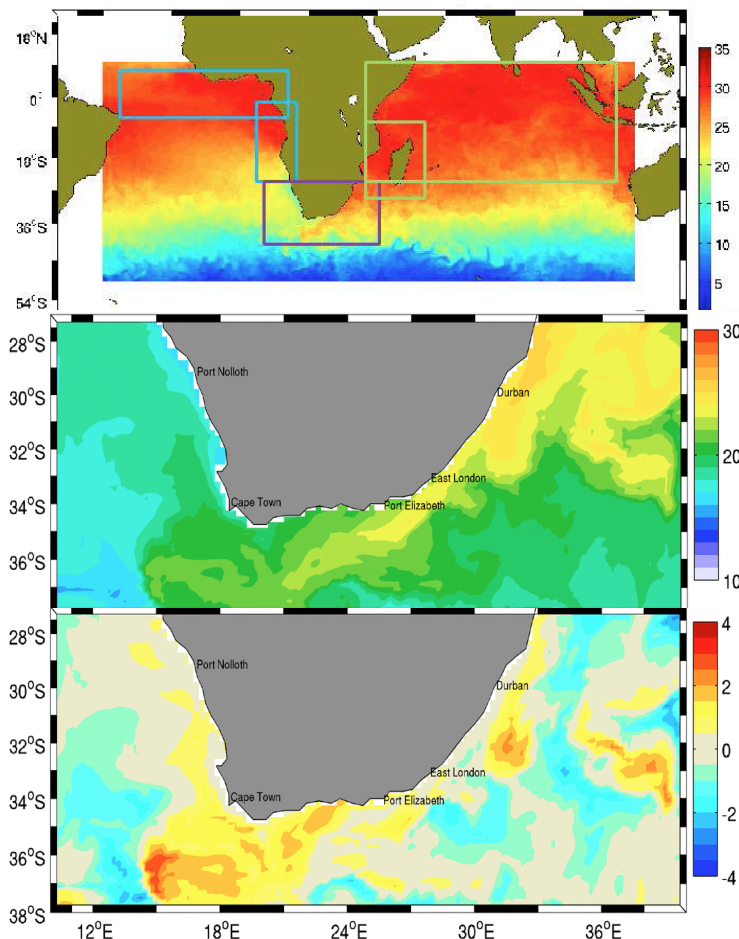 18°N
0°
18°S
36°S
54°S
35
30
25
20
15
10
5
28°S
30°S
32°S
34°S
36°S
Port Nolloth
Durban
East London
Cape Town
Port Elizabeth
30
20
10
28°S
30°S
32°S
34°S
36°S
38°S
Port Nolloth
Durban
East London
Cape Town
Port Elizabeth
4
2
0
-2
-4
12°E
18°E
24°E
30°E
36°E